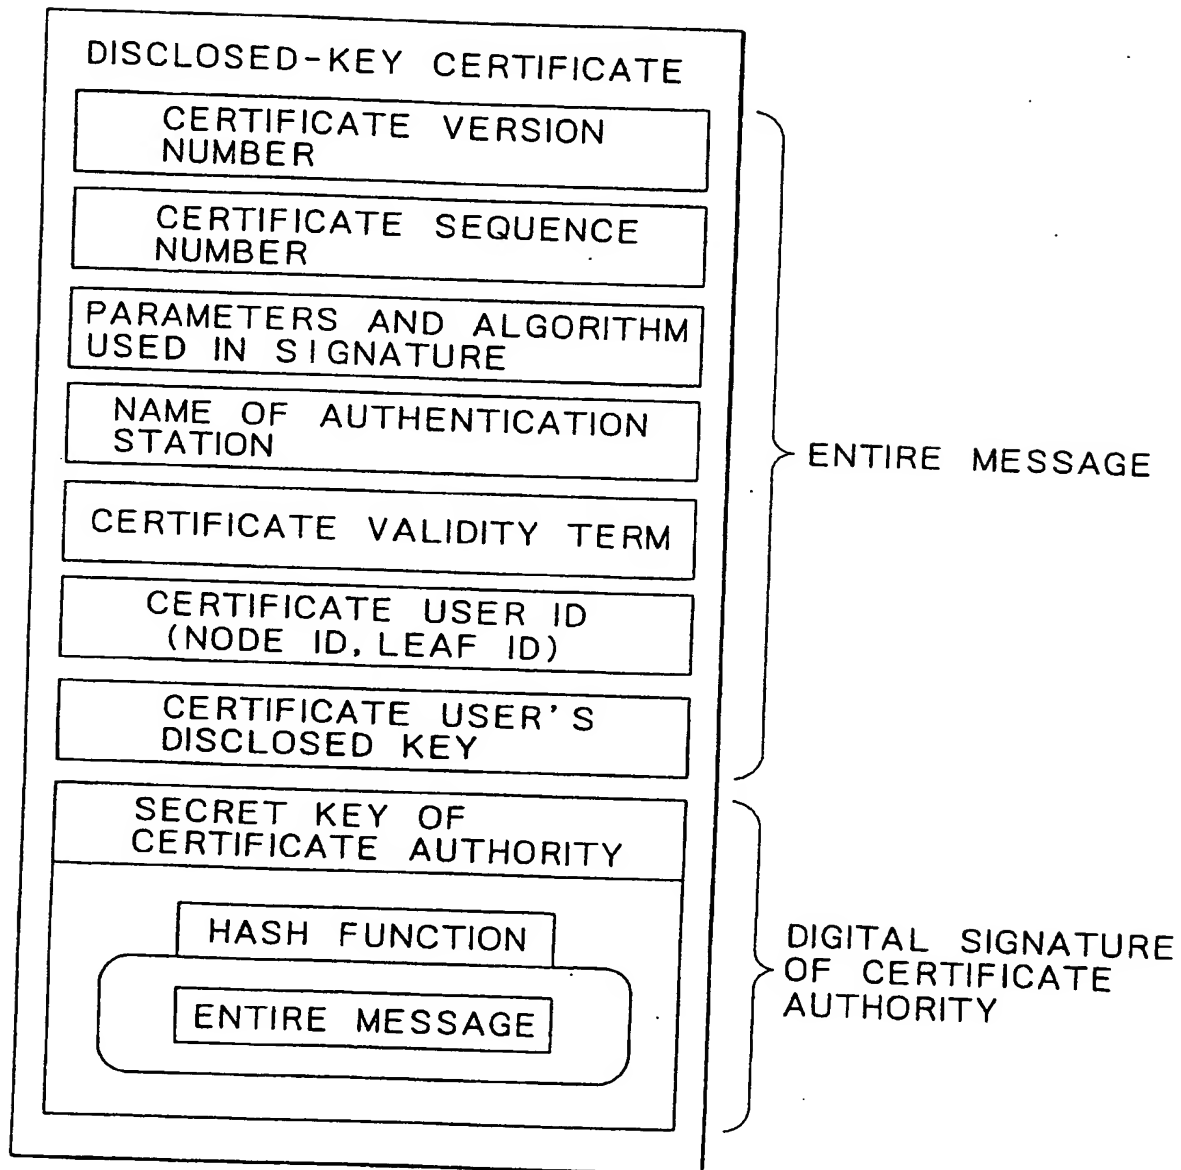 DISCLOSED-KEY CERTIFICATE
CERTIFICATE VERSION
NUMBER
CERTIFICATE SEQUENCE
NUMBER
PARAMETERS AND ALGORITHM
USED IN SIGNATURE
NAME OF AUTHENTICATION
STATION
CERTIFICATE VALIDITY TERM
CERTIFICATE USER ID
(NODE ID, LEAF ID)
CERTIFICATE USER'S
DISCLOSED KEY
ENTIRE MESSAGE
SECRET KEY OF
CERTIFICATE AUTHORITY
HASH FUNCTION
ENTIRE MESSAGE
DIGITAL SIGNATURE
OF CERTIFICATE
AUTHORITY